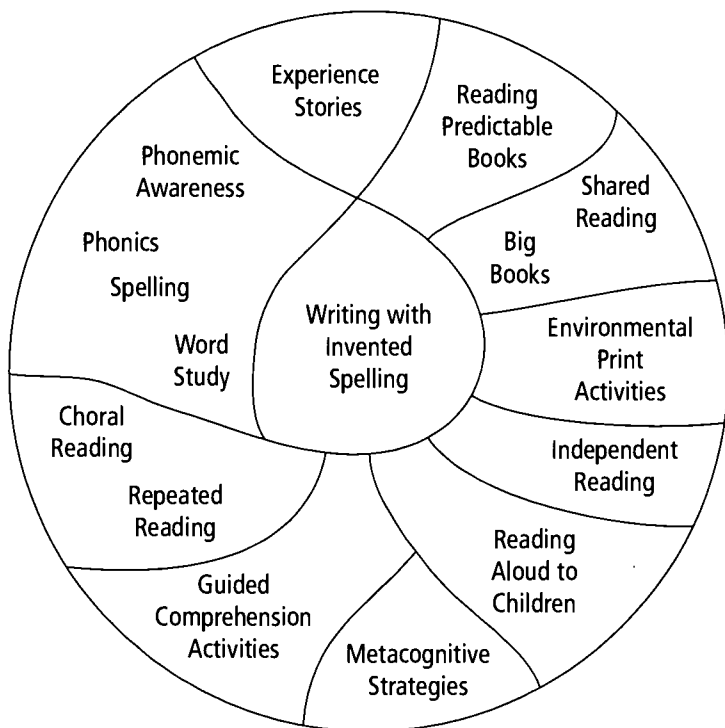 Experience
Stories
Reading
Predictable
Books
Shared
Reading
Big
Books
Environmental
Print
Activities
Independent
Reading
Reading
Aloud to
Children
Metacognitive
Strategies
Guided
Comprehension
Activities
Repeated
Reading
Choral
Reading
Word
Study
Spelling
Phonics
Phonemic
Awareness
Writing with
Invented
Spelling